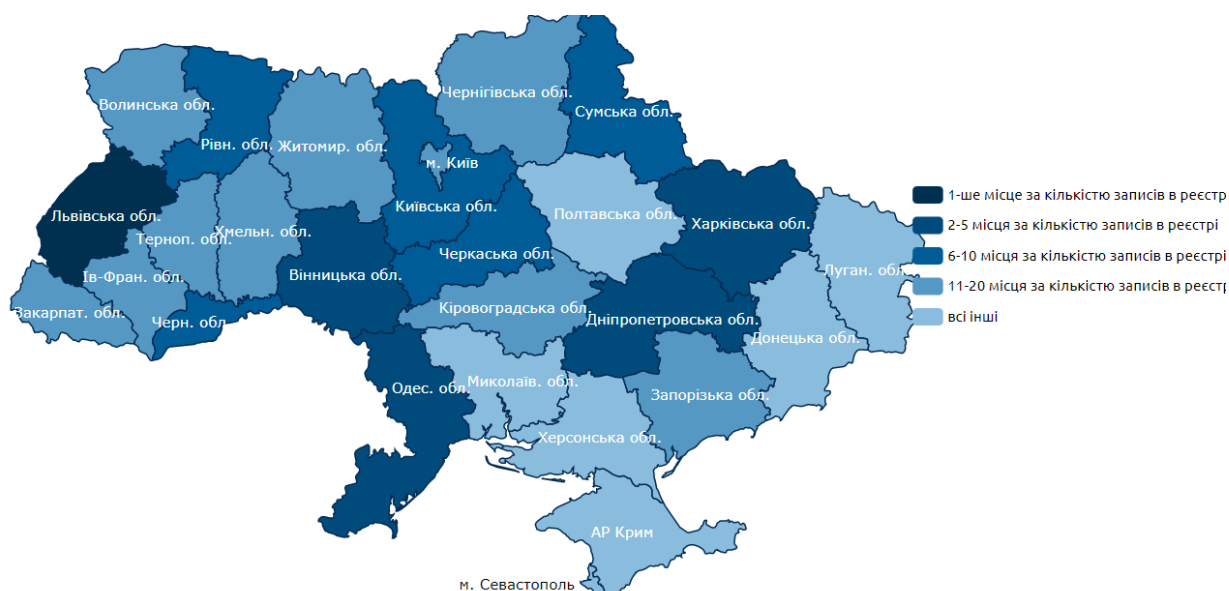 Чернігівська обл.
Волинська обл.
Сумська обл.
Рівн. обл.
Житомир. обл.
м. Київ
Львівська обл.
Київська обл.
Полтавська обл.
Харківська обл.
Терноп. обл.
Хмельн. обл.
Черкаська обл.
Вінницька обл.
Ів-Фран. обл.
Луган. обл.
Закарпат. обл.
Черн. обл
Кіровоградська обл.
Дніпропетровська обл.
Донецька обл.
Одес. обл.
Миколаїв. обл.
Запорізька обл.
Херсонська обл.
АР Крим
м. Севастополь
1-ше місце за кількістю записів в реєстр
2-5 місця за кількістю записів в реєстрі
6-10 місця за кількістю записів в реєстрі
11-20 місця за кількістю записів в реєстр
всі інші